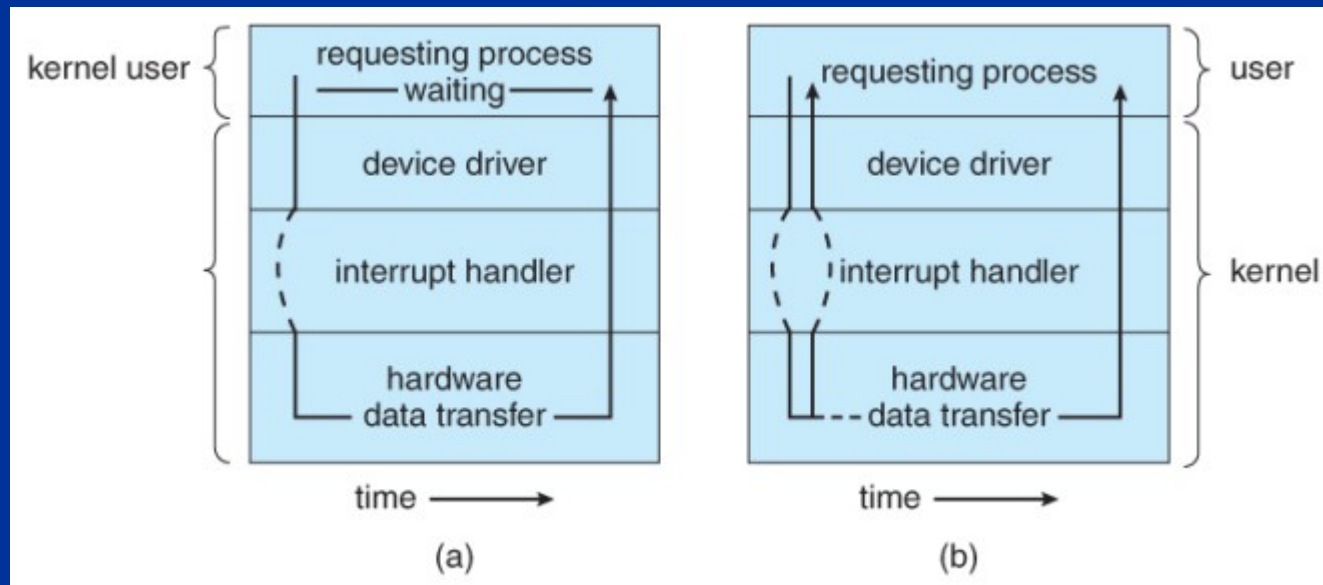 kernel user
requesting process
waiting
device driver
interrupt handler
hardware
data transfer
time
(a)
requesting process
user
device driver
interrupt handler
kernel
hardware
data transfer
time
(b)